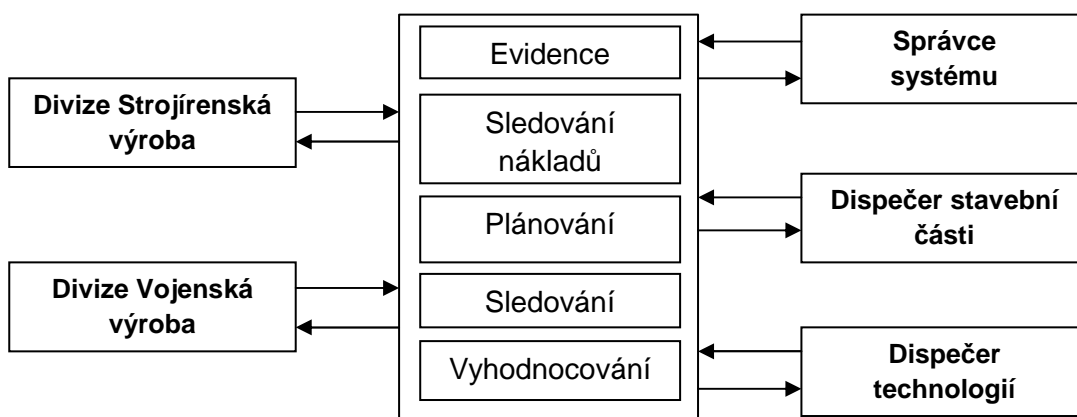 Divize Strojírenská
výroba
Divize Vojenská
výroba
Evidence
Sledování
nákladů
Plánování
Sledování
Vyhodnocování
Správce
systému
Dispečer stavební
části
Dispečer
technologií